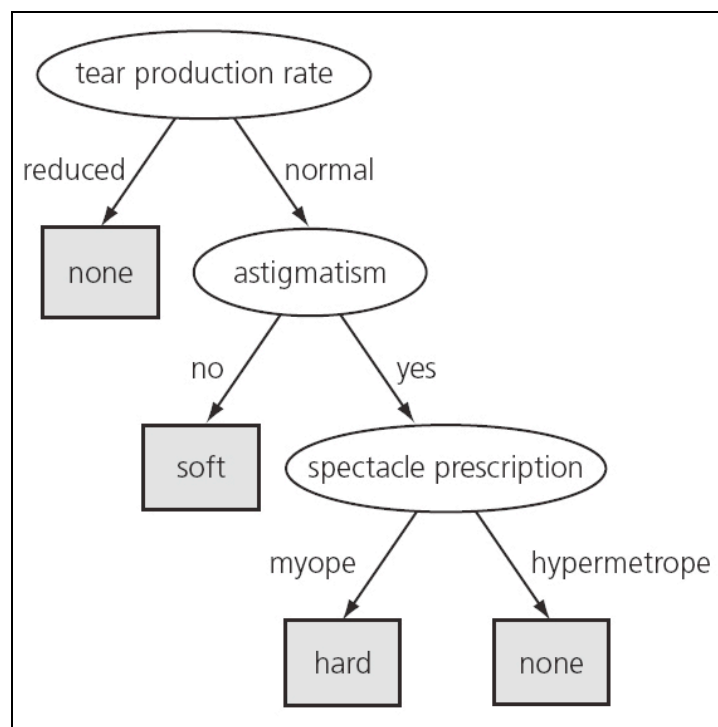 tear production rate
reduced
normal
none
astigmatism
no
yes
soft
spectacle prescription
myope
hypermetrope
hard
none